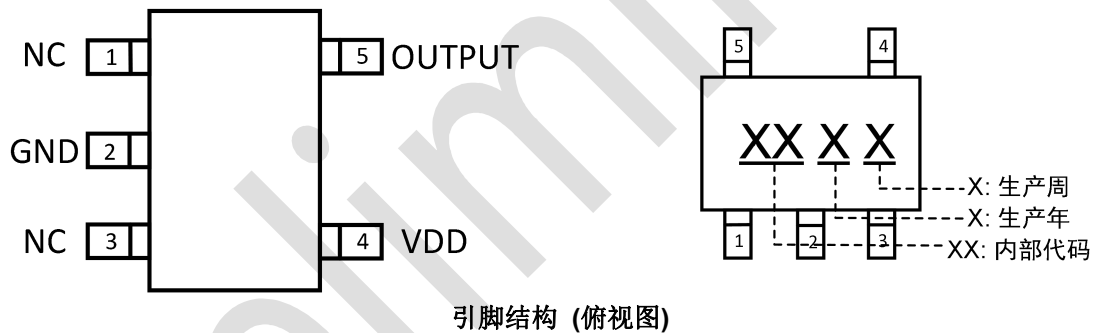 NC 1
5 OUTPUT
GND 2
NC 3
4 VDD
5 4
XX X X
X: 生产周
X: 生产年
XX: 内部代码
1 2 3
引脚结构 (俯视图)